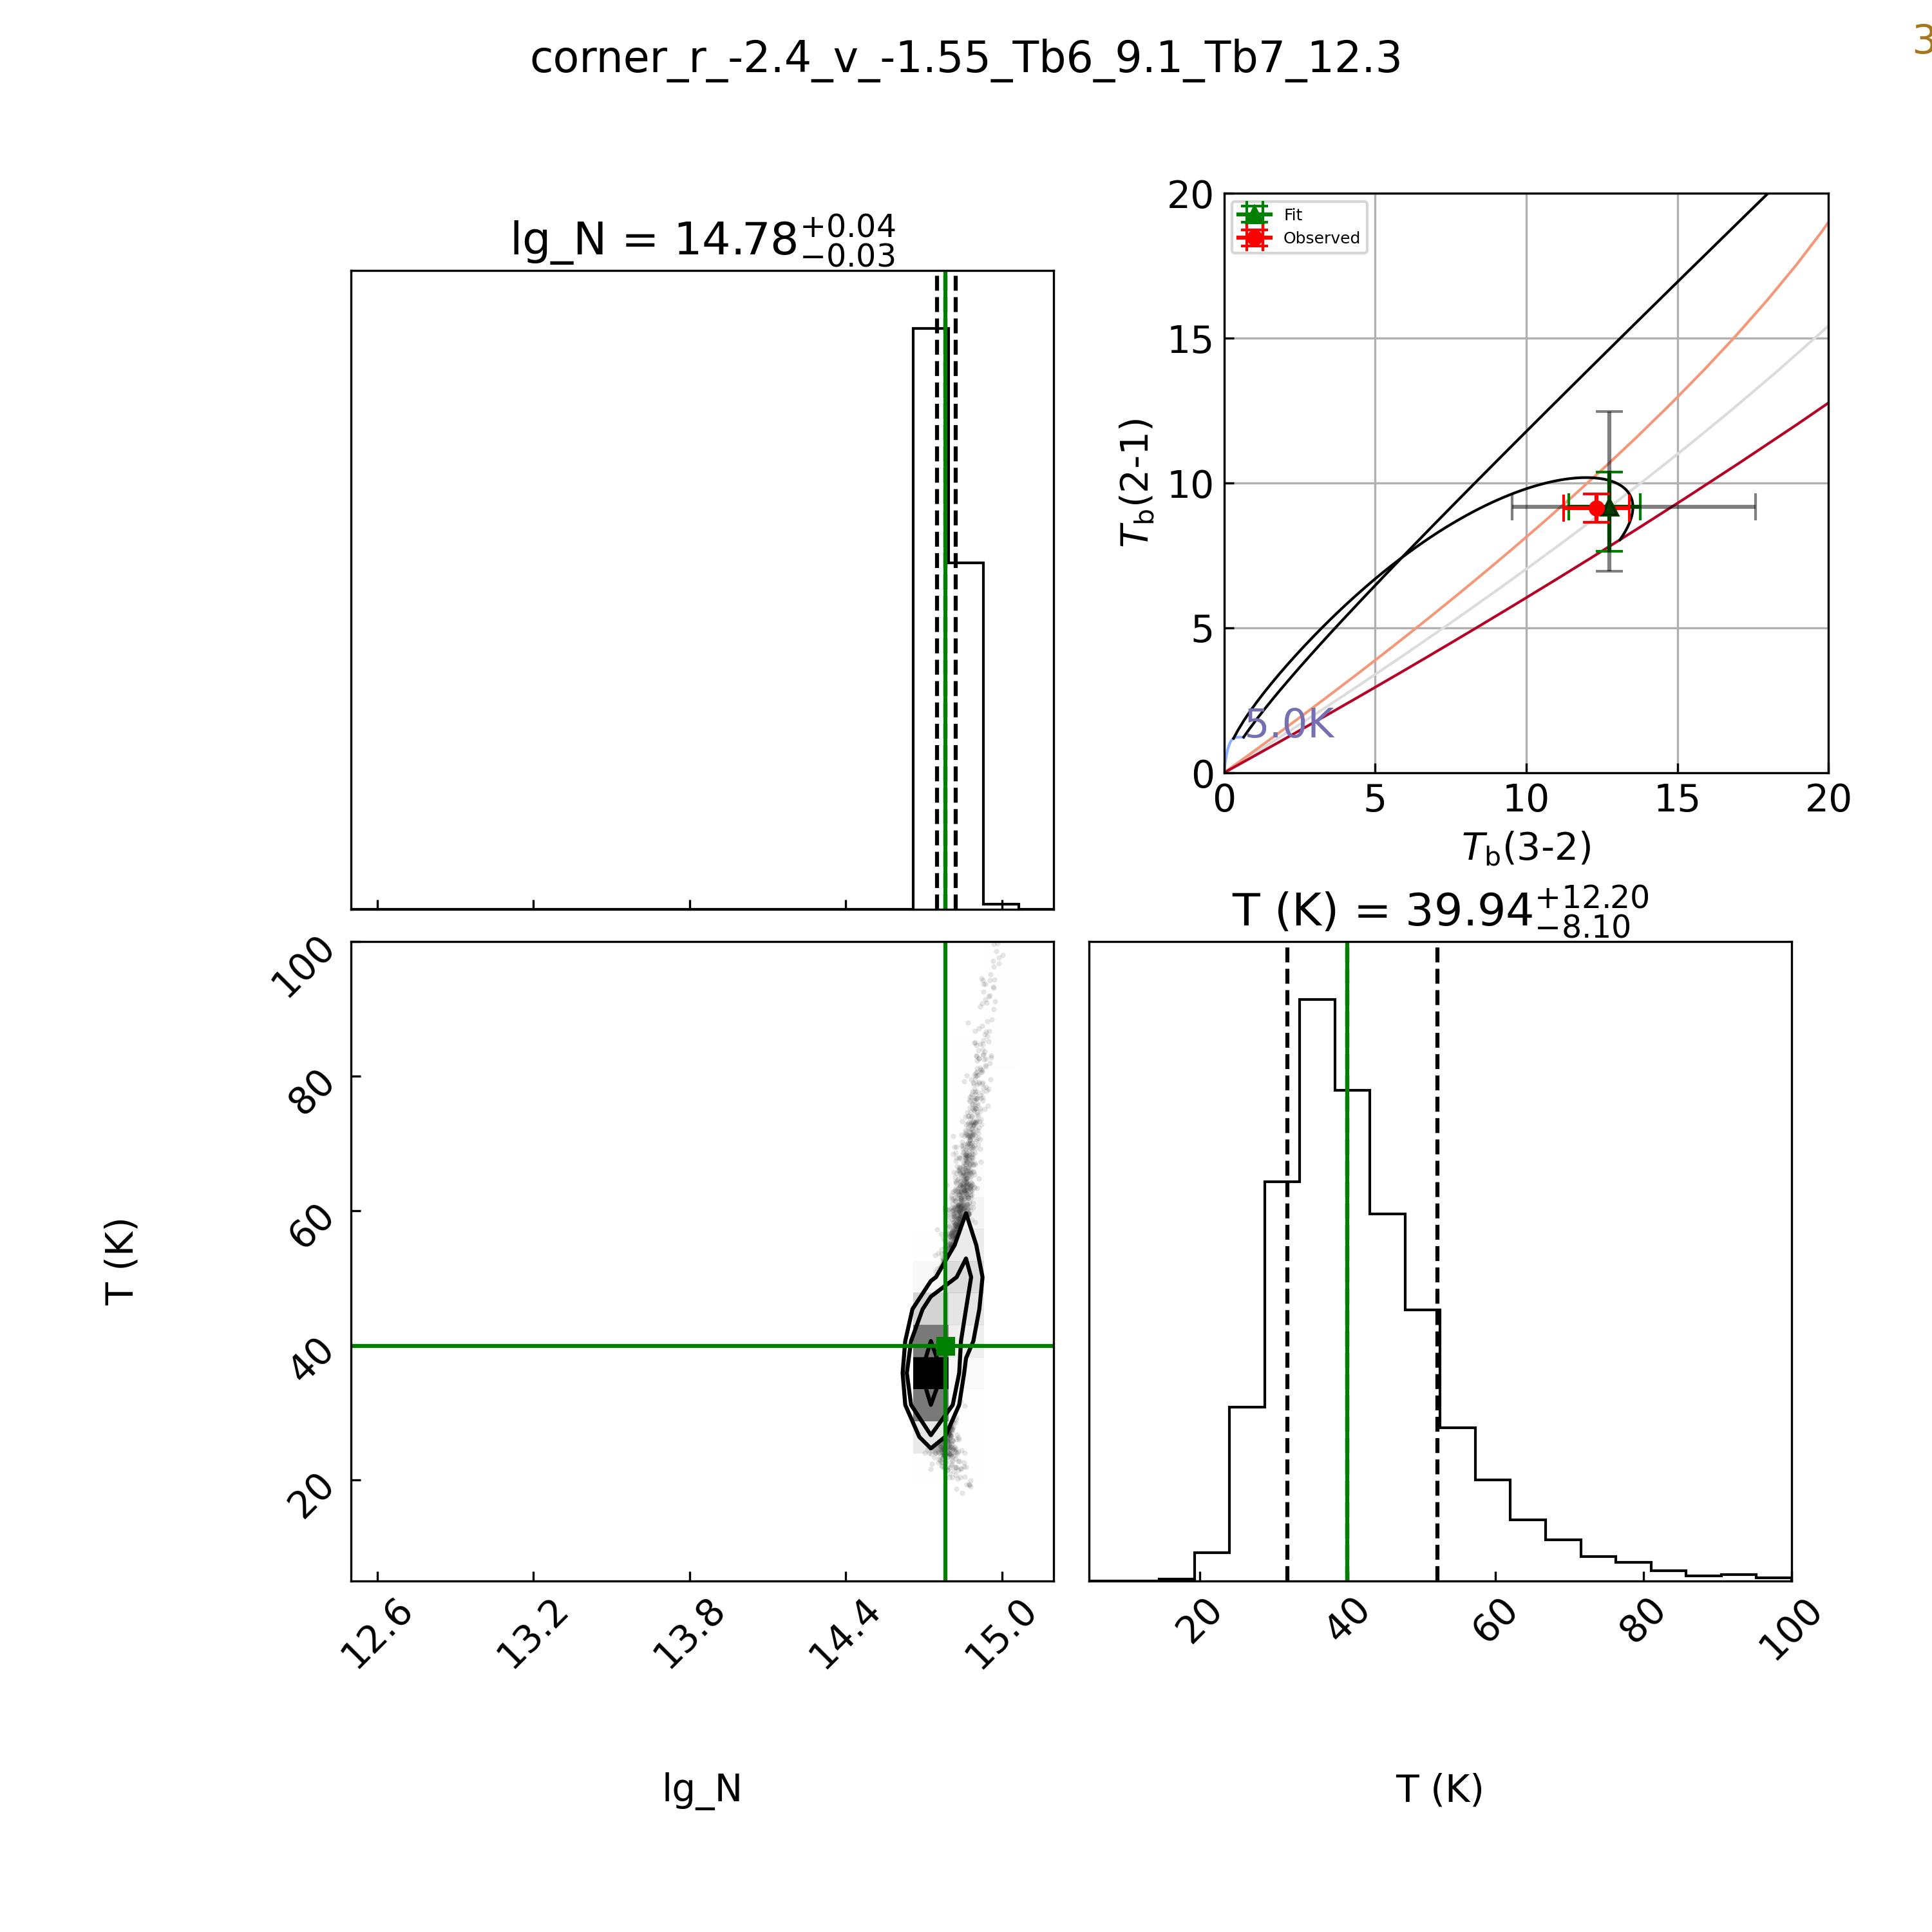 corner_r_-2.4_v_-1.55_Tb6_9.1_Tb7_12.3
3
lg_N = 14.78+0.04−0.03
20
15
10
5
0
Fit
Observed
5.0K
Tb(2-1)
0
5
10
15
20
Tb(3-2)
T (K) = 39.94+12.20−8.10
100
80
60
40
20
T (K)
12.6
13.2
13.8
14.4
15.0
lg_N
20
40
60
80
100
T (K)